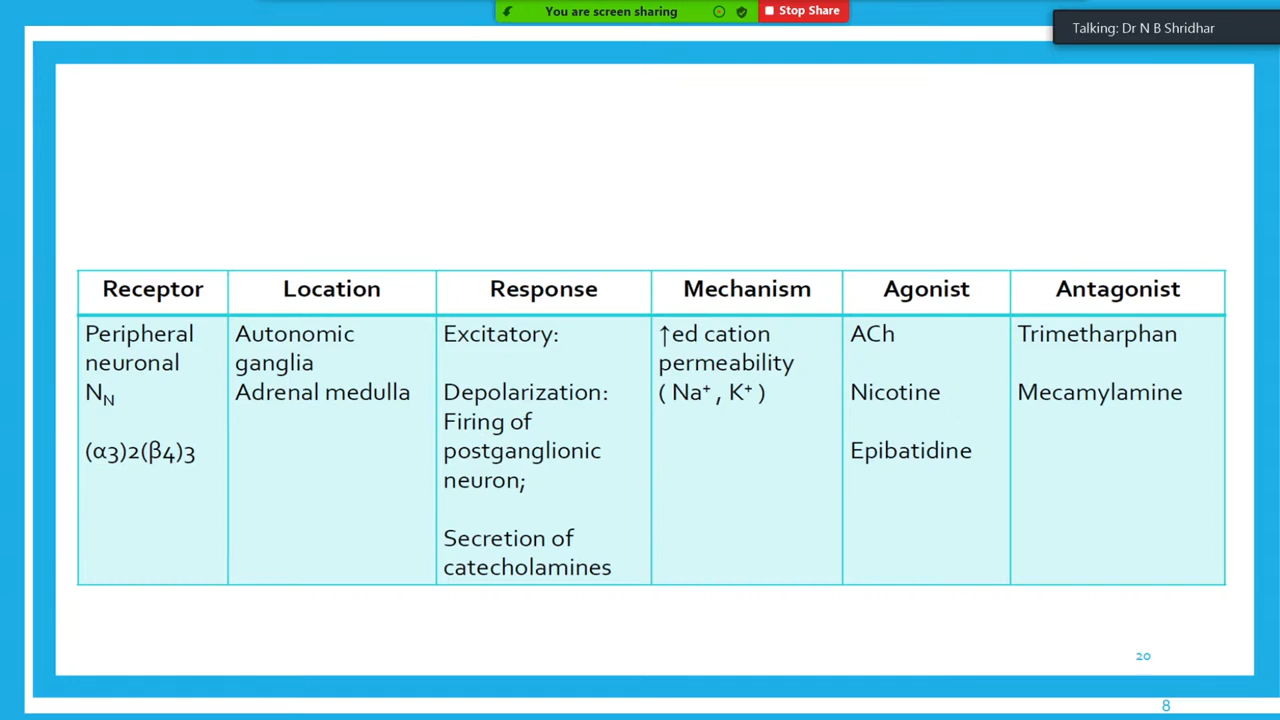 You are screen sharing
Stop Share
Talking: Dr N B Shridhar
Receptor Location Response Mechanism Agonist Antagonist
Peripheral
neuronal
N_N
(α3)2(β4)3
Autonomic
ganglia
Adrenal medulla
Excitatory:
Depolarization:
Firing of
postganglionic
neuron;
Secretion of
catecholamines
↑ed cation
permeability
( Na⁺ , K⁺ )
ACh
Nicotine
Epibatidine
Trimetharphan
Mecamylamine
20
8